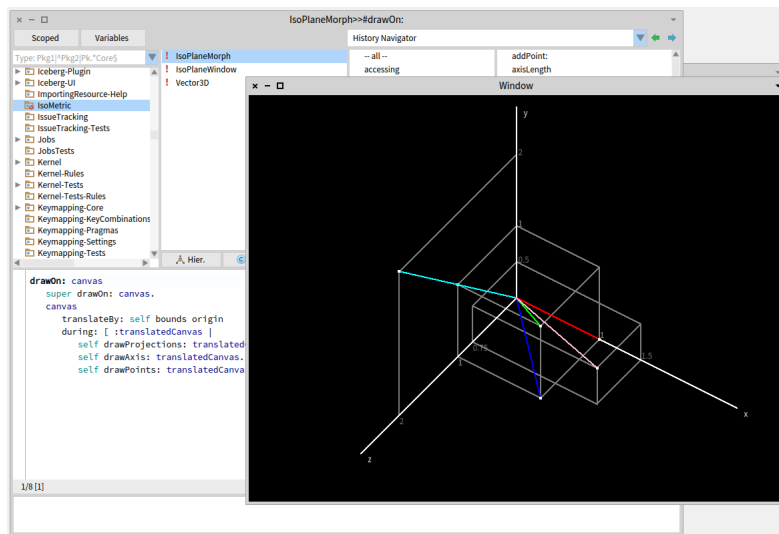 IsoPlaneMorph>>#drawOn:
Scoped
Variables
History Navigator
Type: Pkg1|^Pkg2|Pk.*Core$
Iceberg-Plugin
Iceberg-UI
ImportingResource-Help
IsoMetric
IssueTracking
IssueTracking-Tests
Jobs
JobsTests
Kernel
Kernel-Rules
Kernel-Tests
Kernel-Tests-Rules
Keymapping-Core
Keymapping-KeyCombinations
Keymapping-Pragmas
Keymapping-Settings
Keymapping-Tests
! IsoPlaneMorph
! IsoPlaneWindow
! Vector3D
-- all --
accessing
addPoint:
axisLength
Hier.
C
drawOn: canvas
super drawOn: canvas.
canvas
translateBy: self bounds origin
during: [ :translatedCanvas |
self drawProjections: translated
self drawAxis: translatedCanvas.
self drawPoints: translatedCanva
1/8 [1]
Window
y
2
1
0.5
1
1.5
x
0.75
1
2
z